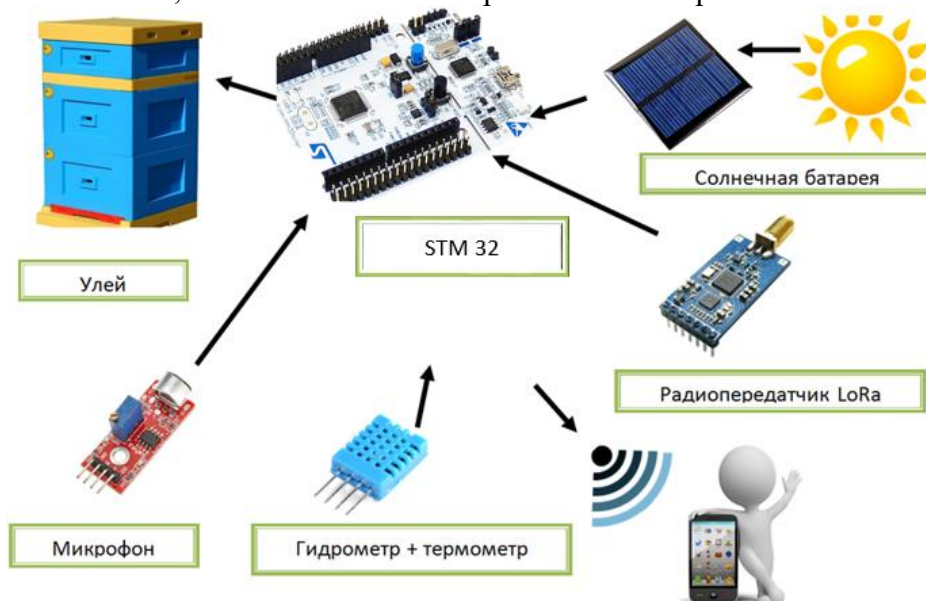 Солнечная батарея
STM 32
Улей
Радиопередатчик LoRa
Микрофон
Гидрометр + термометр